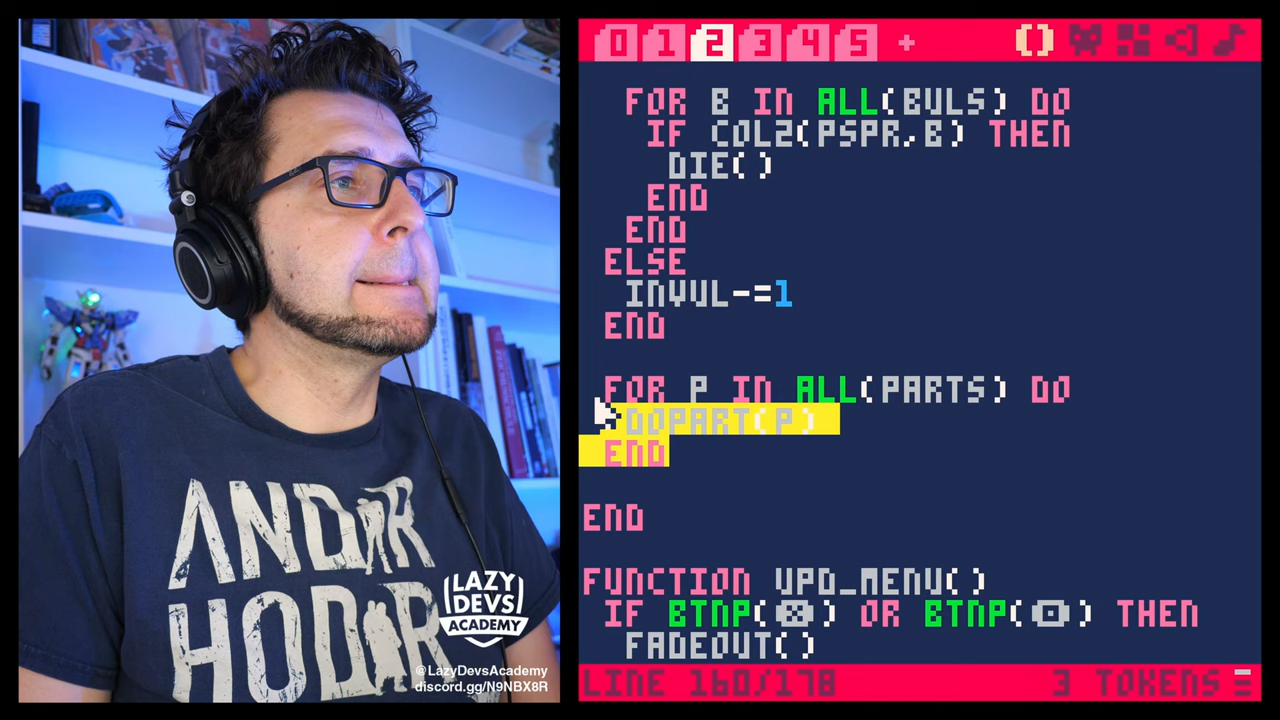 ANDOR
HODOR
LAZY
DEVS
ACADEMY
@LazyDevsAcademy
discord.gg/N9NBX8R
0 1 2 3 4 5 +
FOR B IN ALL(BULS) DO
IF COL2(PSPR,B) THEN
DIE()
END
END
ELSE
INVUL-=1
END
FOR P IN ALL(PARTS) DO
DOPART(P)
END
END
FUNCTION UPD_MENU()
IF BTNP(❎) OR BTNP(🅾️) THEN
FADEOUT()
LINE 160/178 3 TOKENS